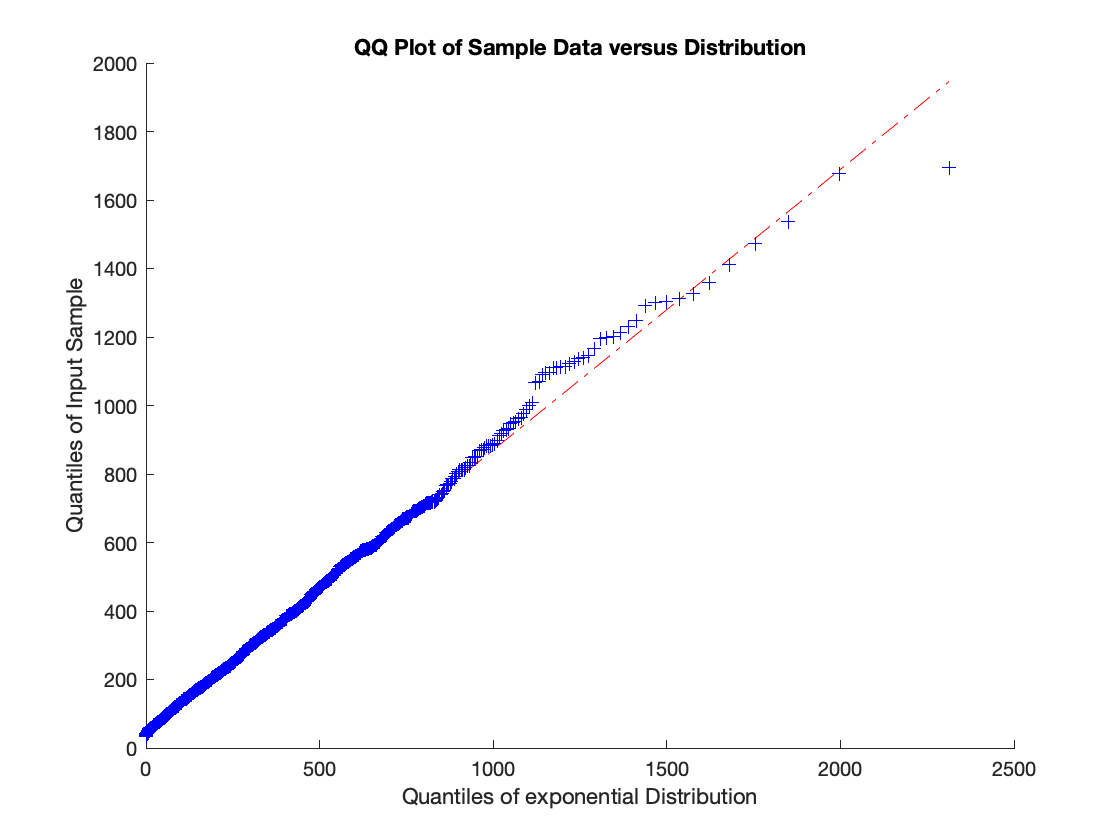 QQ Plot of Sample Data versus Distribution
2000
1800
1600
1400
1200
1000
800
600
400
200
0
Quantiles of Input Sample
0 500 1000 1500 2000 2500
Quantiles of exponential Distribution